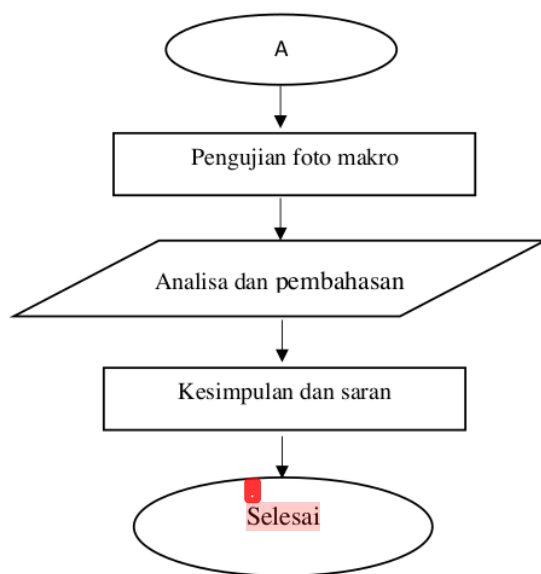 A
Pengujian foto makro
Analisa dan pembahasan
Kesimpulan dan saran
.
Selesai